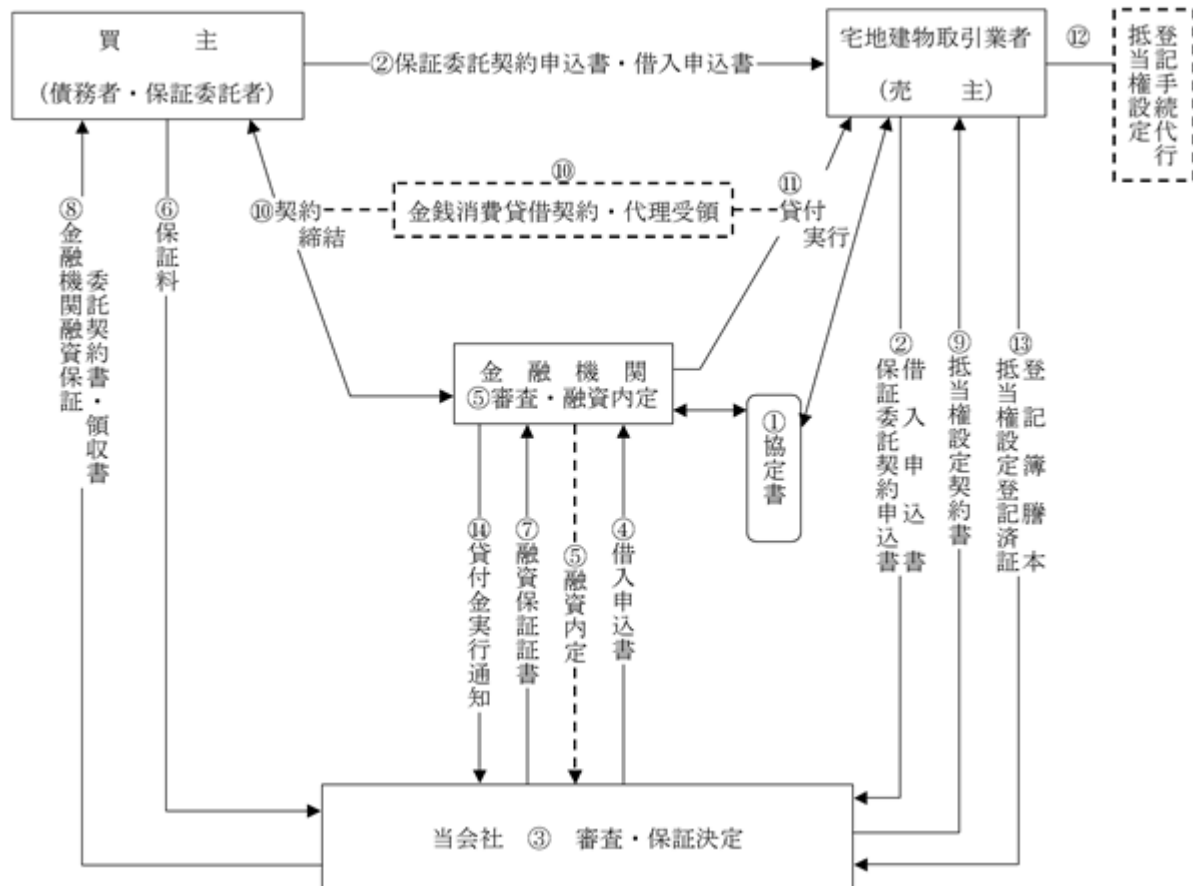 買　　主
（債務者・保証委託者）
②保証委託契約申込書・借入申込書
宅地建物取引業者
（売　　主）
⑫
登記手続代行
抵当権設定
⑩
金銭消費貸借契約・代理受領
⑩契約
締結
⑪
貸付
実行
⑧金融機関融資保証
委託契約書・領収書
⑥保証料
金　融　機　関
⑤審査・融資内定
①協定書
②借入申込書
保証委託契約申込書
⑨抵当権設定契約書
⑬登記簿謄本
抵当権設定登記済証
⑭貸付金実行通知
⑦融資保証証書
⑤融資内定
④借入申込書
当会社　③　審査・保証決定